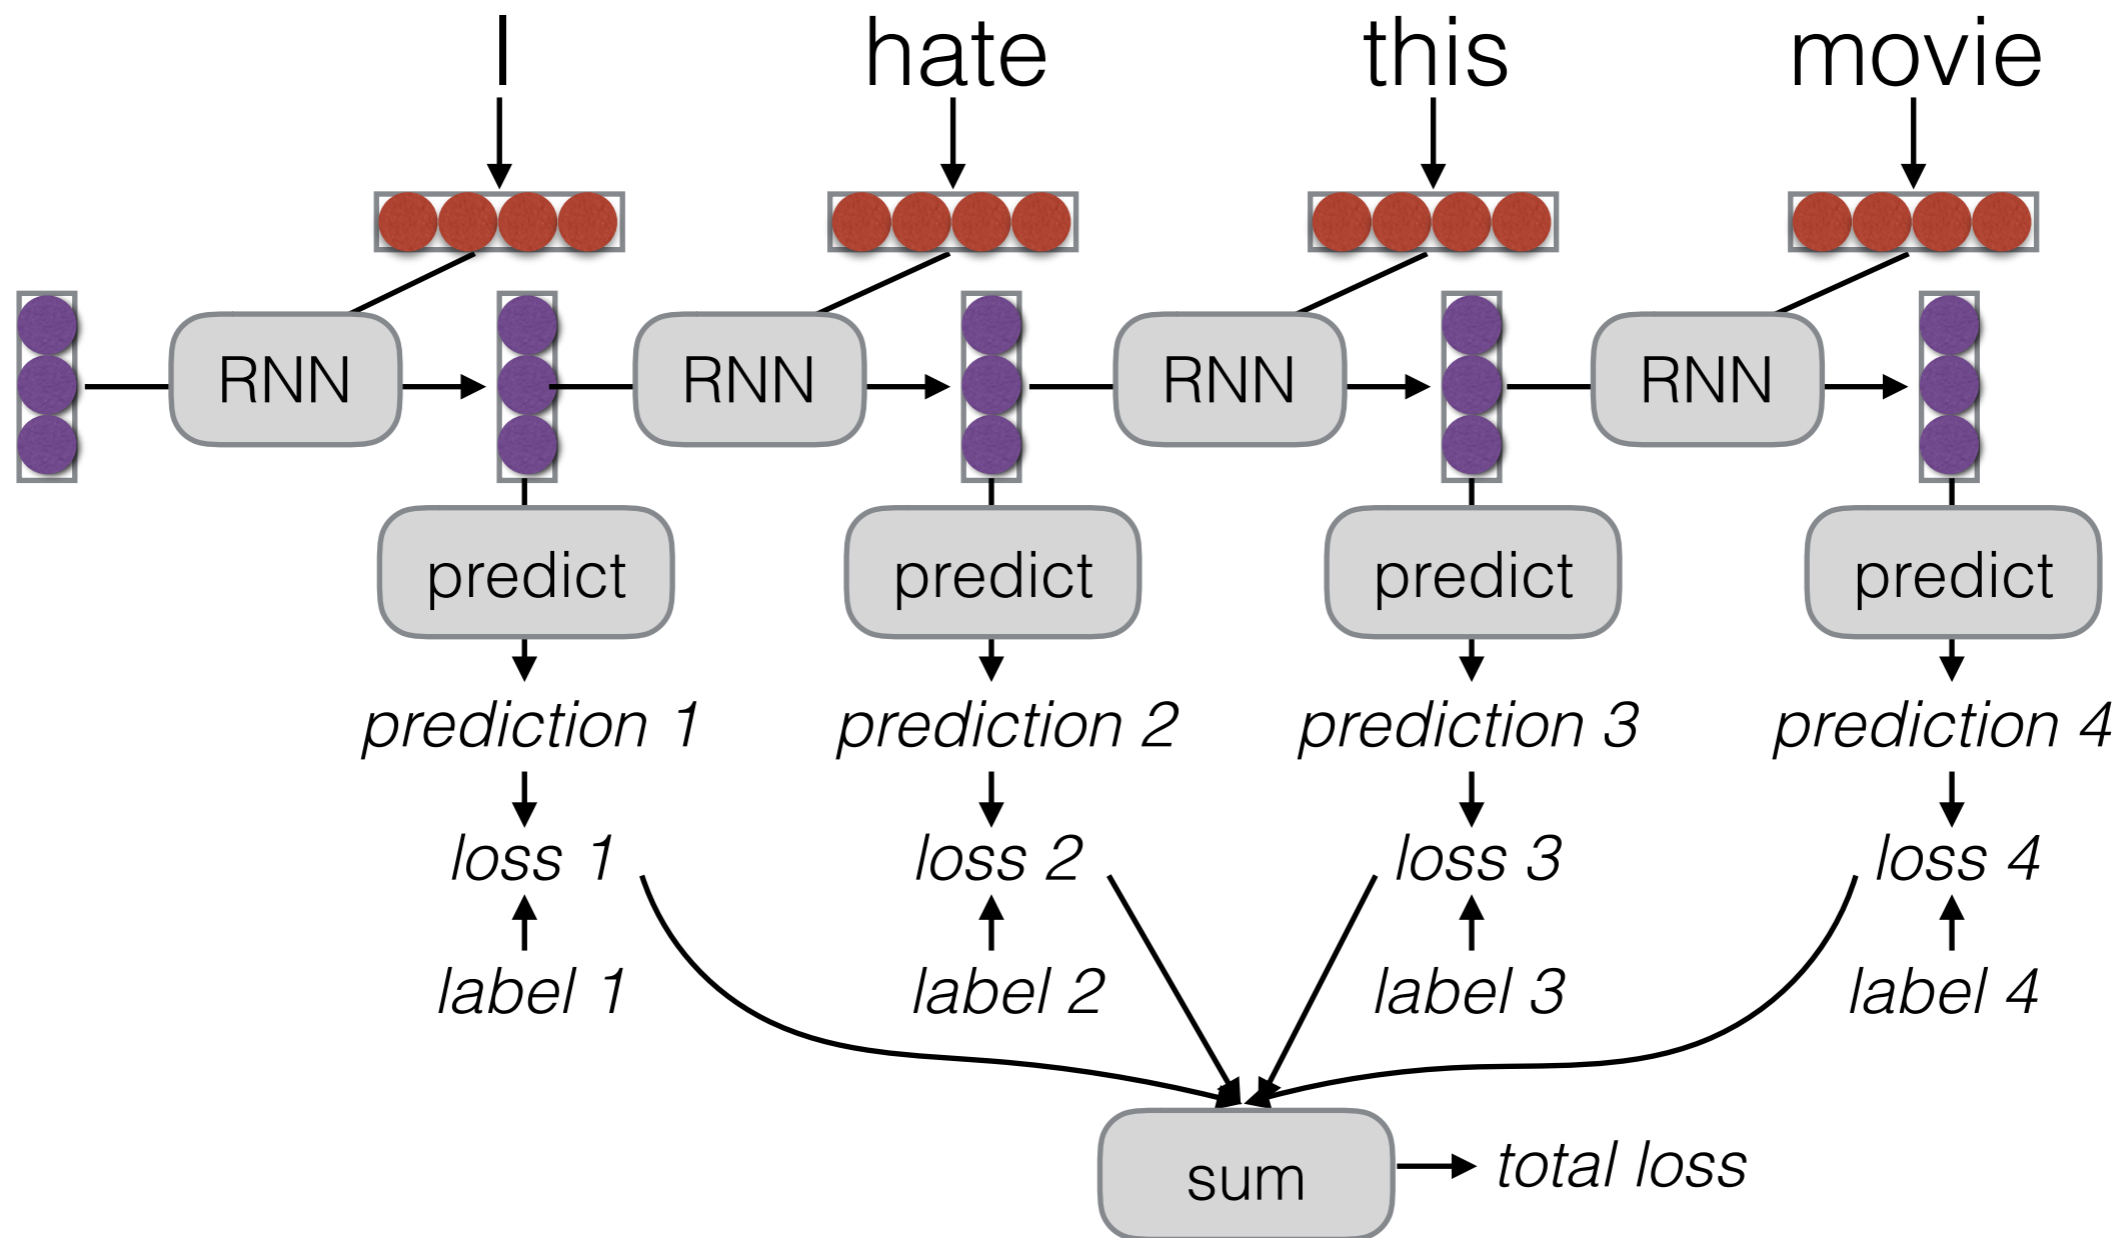 I hate this movie
RNN RNN RNN RNN
predict predict predict predict
prediction 1 prediction 2 prediction 3 prediction 4
loss 1 loss 2 loss 3 loss 4
label 1 label 2 label 3 label 4
sum total loss